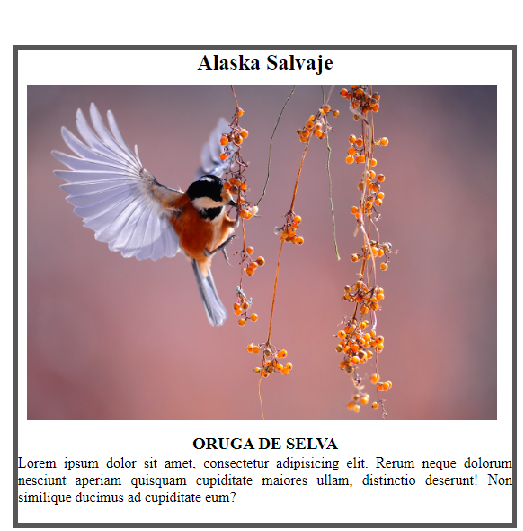 Alaska Salvaje
ORUGA DE SELVA
Lorem ipsum dolor sit amet, consectetur adipisicing elit. Rerum neque dolorum
nesciunt aperiam quisquam cupiditate maiores ullam, distinctio deserunt! Non
similique ducimus ad cupiditate eum?